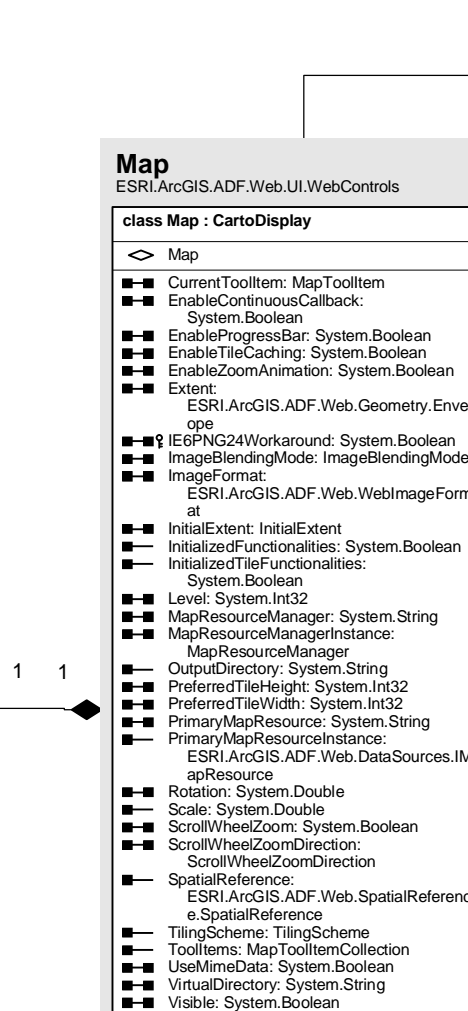 Map
ESRI.ArcGIS.ADF.Web.UI.WebControls
class Map : CartoDisplay
Map
CurrentToolItem: MapToolItem
EnableContinuousCallback:
System.Boolean
EnableProgressBar: System.Boolean
EnableTileCaching: System.Boolean
EnableZoomAnimation: System.Boolean
Extent:
ESRI.ArcGIS.ADF.Web.Geometry.Enve
ope
IE6PNG24Workaround: System.Boolean
ImageBlendingMode: ImageBlendingMode
ImageFormat:
ESRI.ArcGIS.ADF.Web.WebImageForm
at
InitialExtent: InitialExtent
InitializedFunctionalities: System.Boolean
InitializedTileFunctionalities:
System.Boolean
Level: System.Int32
MapResourceManager: System.String
MapResourceManagerInstance:
MapResourceManager
1 1
OutputDirectory: System.String
PreferredTileHeight: System.Int32
PreferredTileWidth: System.Int32
PrimaryMapResource: System.String
PrimaryMapResourceInstance:
ESRI.ArcGIS.ADF.Web.DataSources.IM
apResource
Rotation: System.Double
Scale: System.Double
ScrollWheelZoom: System.Boolean
ScrollWheelZoomDirection:
ScrollWheelZoomDirection
SpatialReference:
ESRI.ArcGIS.ADF.Web.SpatialReferenc
e.SpatialReference
TilingScheme: TilingScheme
ToolItems: MapToolItemCollection
UseMimeData: System.Boolean
VirtualDirectory: System.String
Visible: System.Boolean